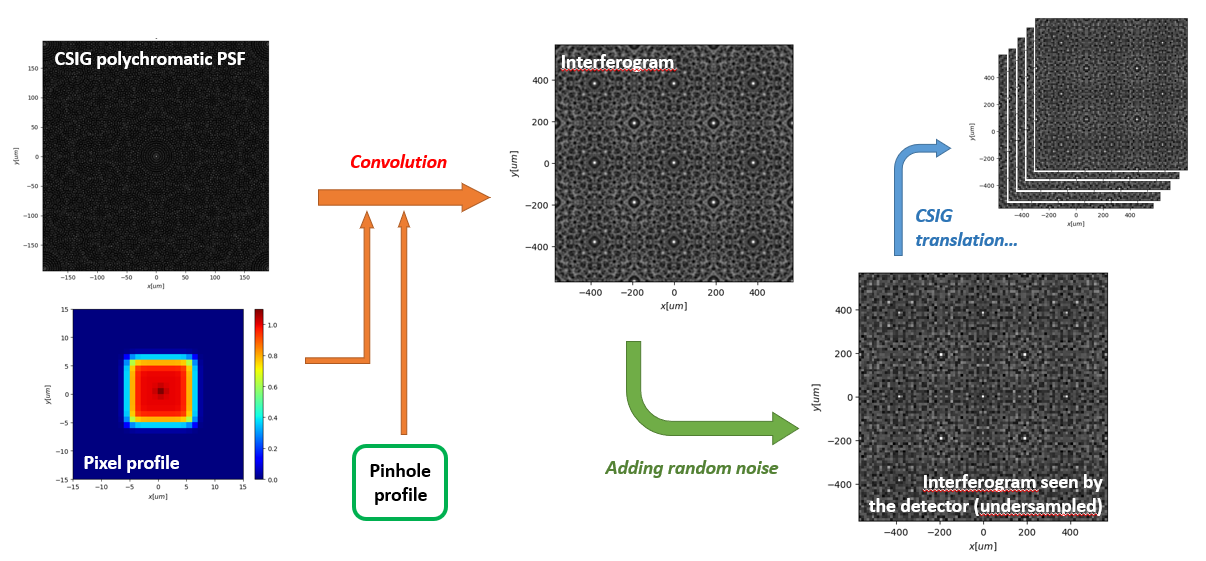 CSIG polychromatic PSF
150
100
50
0
−50
−100
−150
y[um]
−150 −100 −50 0 50 100 150
x[um]
15
10
5
0
−5
−10
−15
y[um]
Pixel profile
−15 −10 −5 0 5 10 15
x[um]
1.0
0.8
0.6
0.4
0.2
0.0
Convolution
Pinhole
profile
Interferogram
400
200
0
−200
−400
y[um]
−400 −200 0 200 400
x[um]
Adding random noise
CSIG
translation...
400
200
0
−200
−400
y[um]
−400 −200 0 200 400
x[um]
400
200
0
−200
−400
y[um]
Interferogram seen by
the detector (undersampled)
−400 −200 0 200 400
x[um]